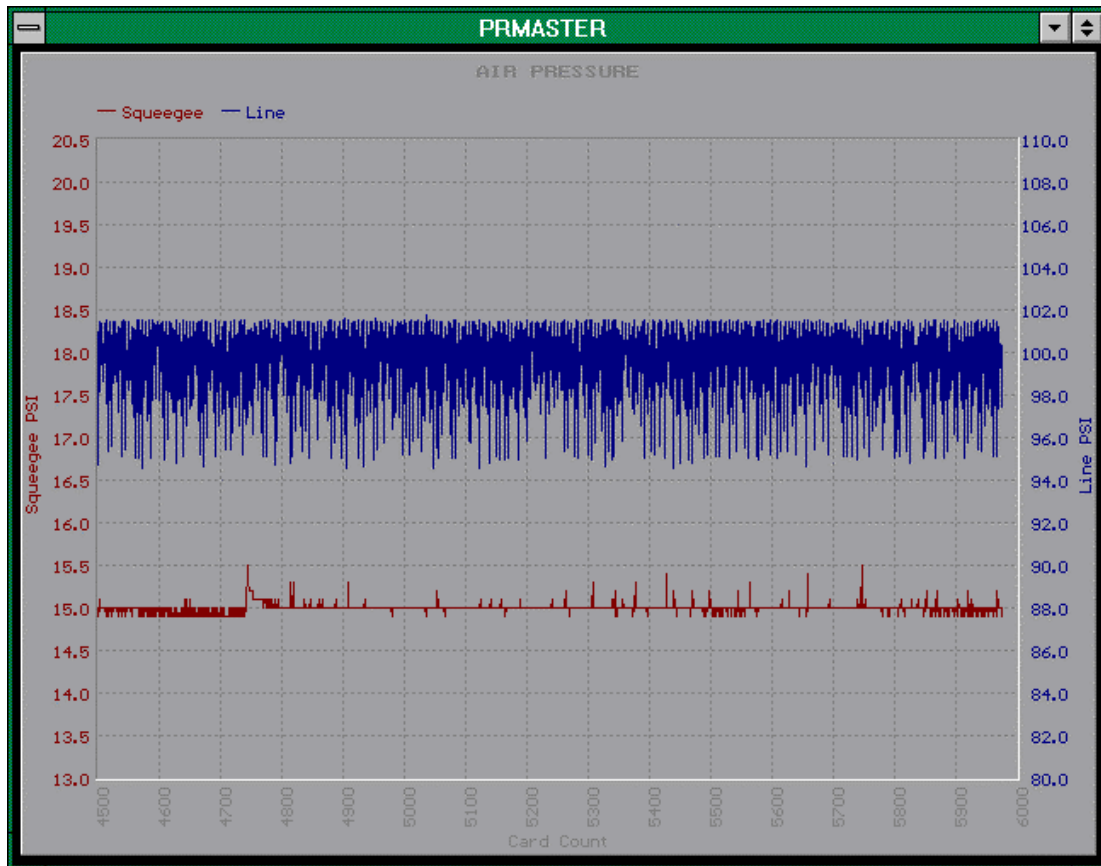 PRMASTER
AIR PRESSURE
Squeegee Line
20.5 110.0
20.0 108.0
19.5 106.0
19.0 104.0
18.5 102.0
18.0 100.0
17.5 98.0
17.0 96.0
16.5 94.0
16.0 92.0
15.5 90.0
15.0 88.0
14.5 86.0
14.0 84.0
13.5 82.0
13.0 80.0
Squeegee PSI
Line PSI
4500 4600 4700 4800 4900 5000 5100 5200 5300 5400 5500 5600 5700 5800 5900 6000
Card Count